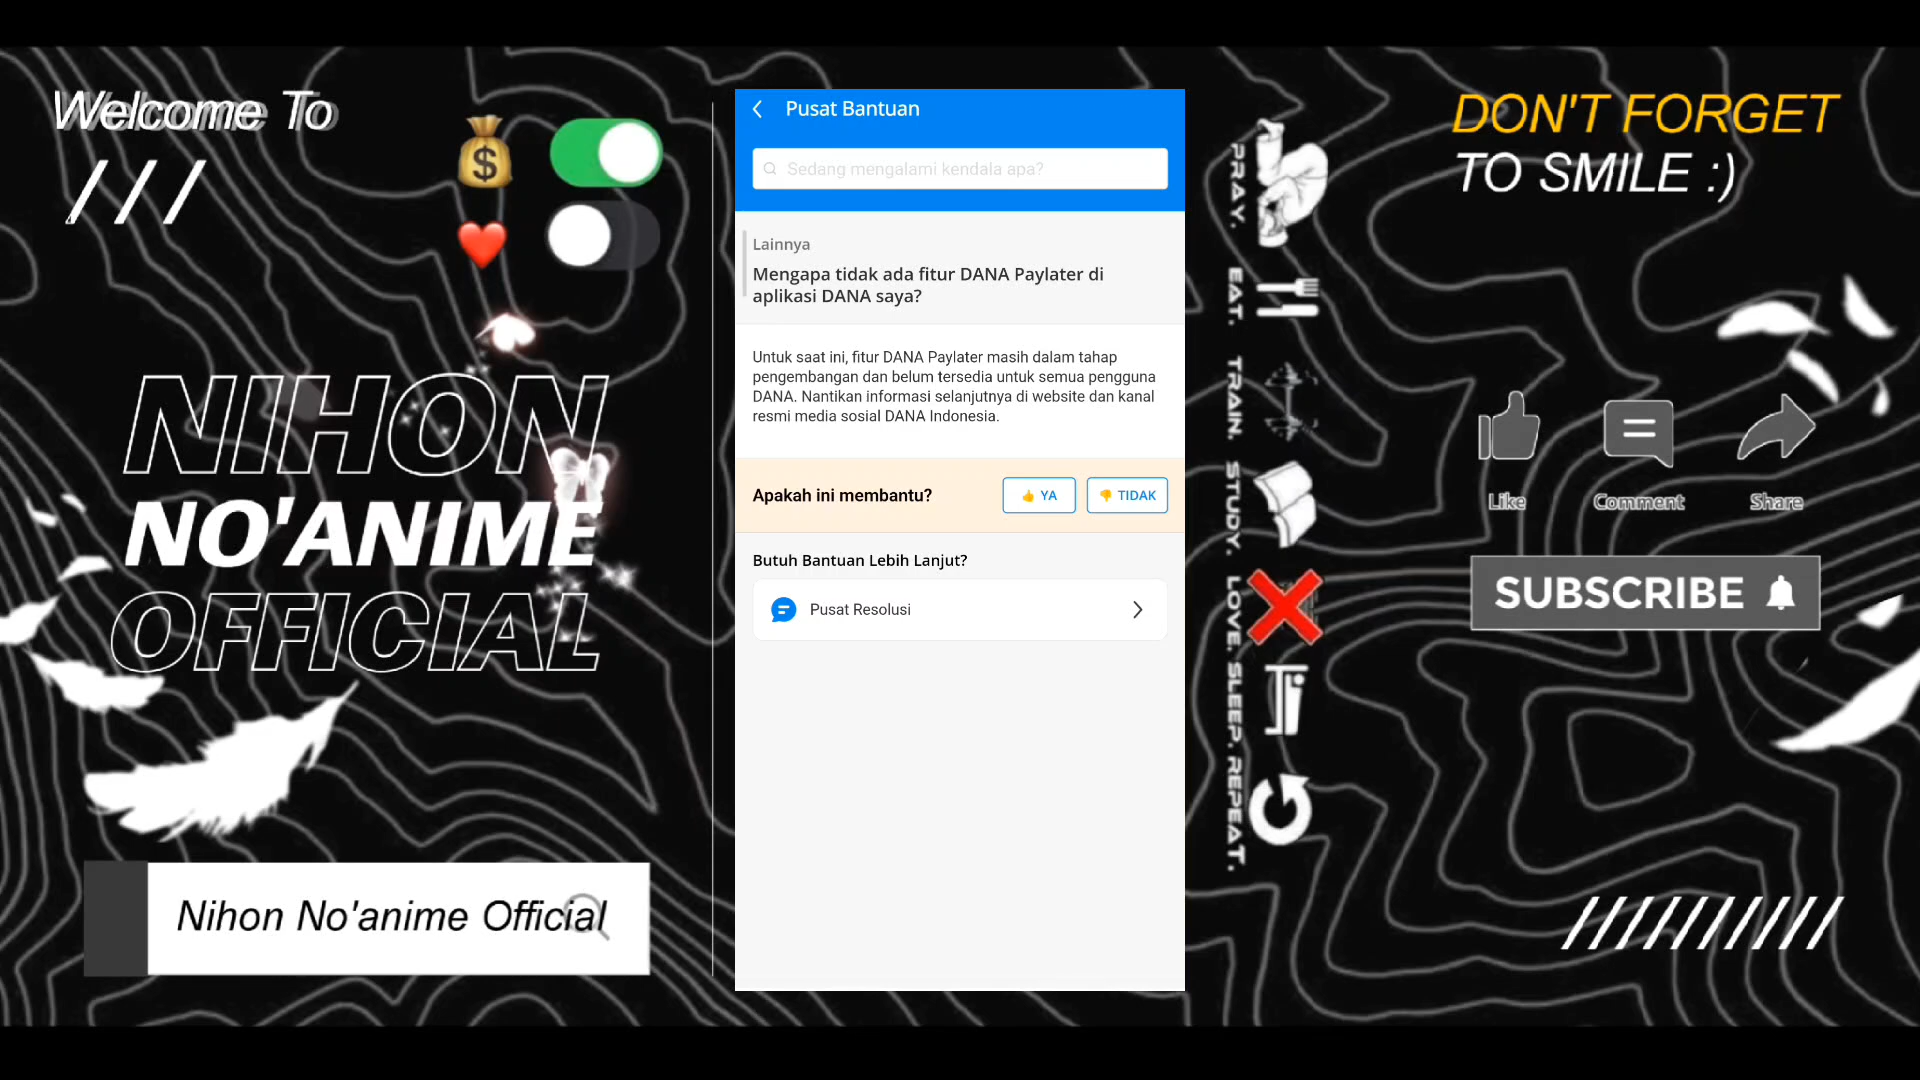 Welcome To
NIHON
NO'ANIME
OFFICIAL
Nihon No'anime Official
Pusat Bantuan
Sedang mengalami kendala apa?
Lainnya
Mengapa tidak ada fitur DANA Paylater di
aplikasi DANA saya?
Untuk saat ini, fitur DANA Paylater masih dalam tahap
pengembangan dan belum tersedia untuk semua pengguna
DANA. Nantikan informasi selanjutnya di website dan kanal
resmi media sosial DANA Indonesia.
Apakah ini membantu?
YA
TIDAK
Butuh Bantuan Lebih Lanjut?
Pusat Resolusi
PRAY. EAT. TRAIN. STUDY. LOVE. SLEEP. REPEAT.
DON'T FORGET
TO SMILE :)
Like
Comment
Share
SUBSCRIBE